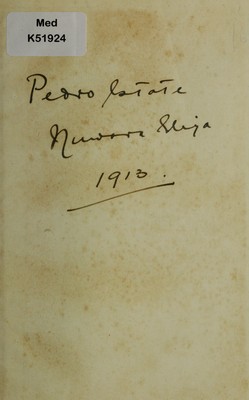 Med
K51924
Pedro Estate
Nuwara Eliya
1913.